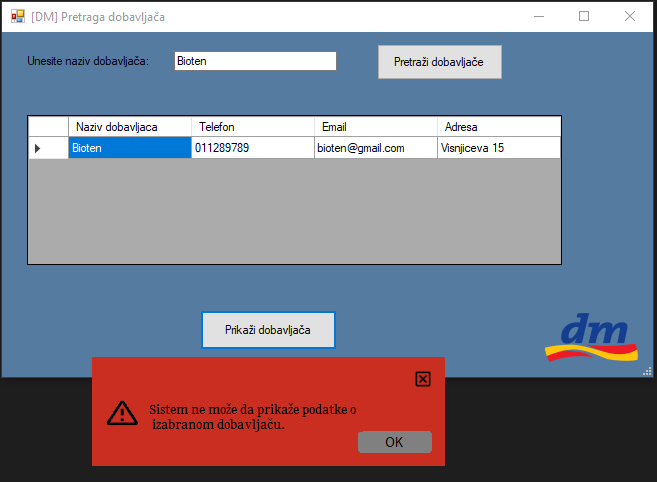 [DM] Pretraga dobavljača
Unesite naziv dobavljača:
Bioten
Pretraži dobavljače
Naziv dobavljaca Telefon Email Adresa
Bioten 011289789 bioten@gmail.com Visnjiceva 15
Prikaži dobavljača
dm
Sistem ne može da prikaže podatke o
izabranom dobavljaču.
OK